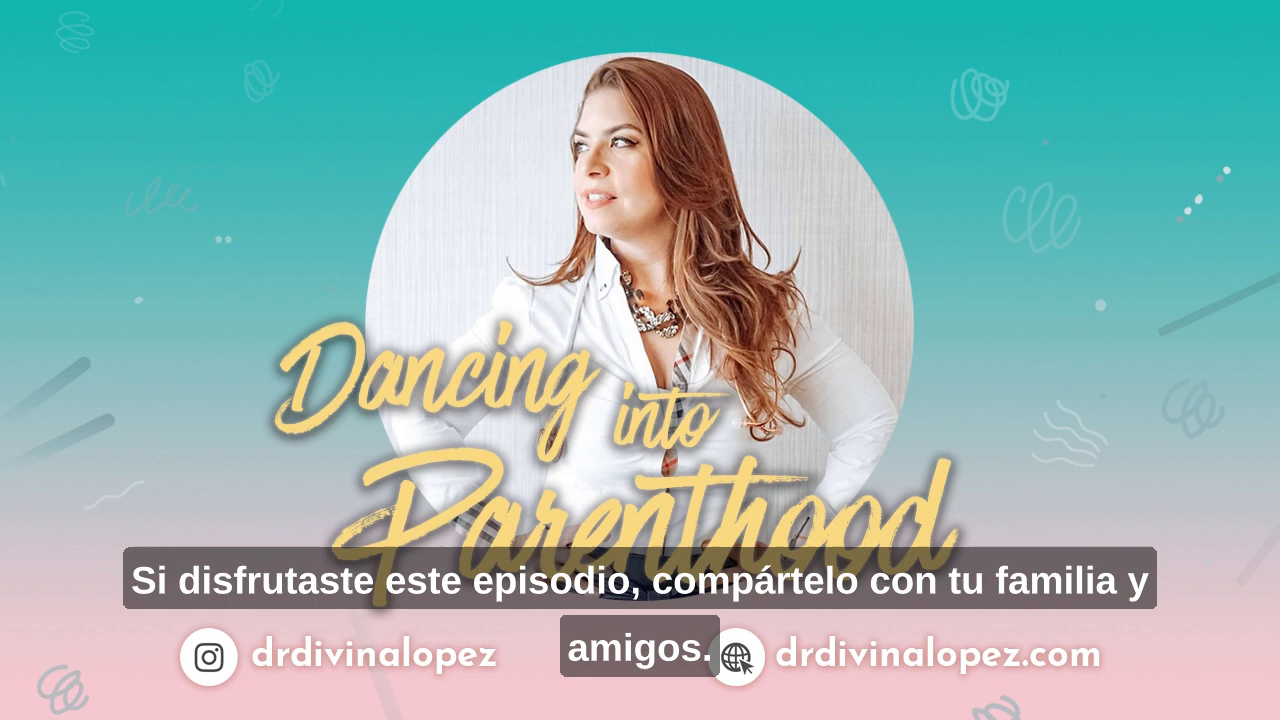 Dancing
into
Parenthood
Si disfrutaste este episodio, compártelo con tu familia y
amigos.
drdivinalopez
drdivinalopez.com